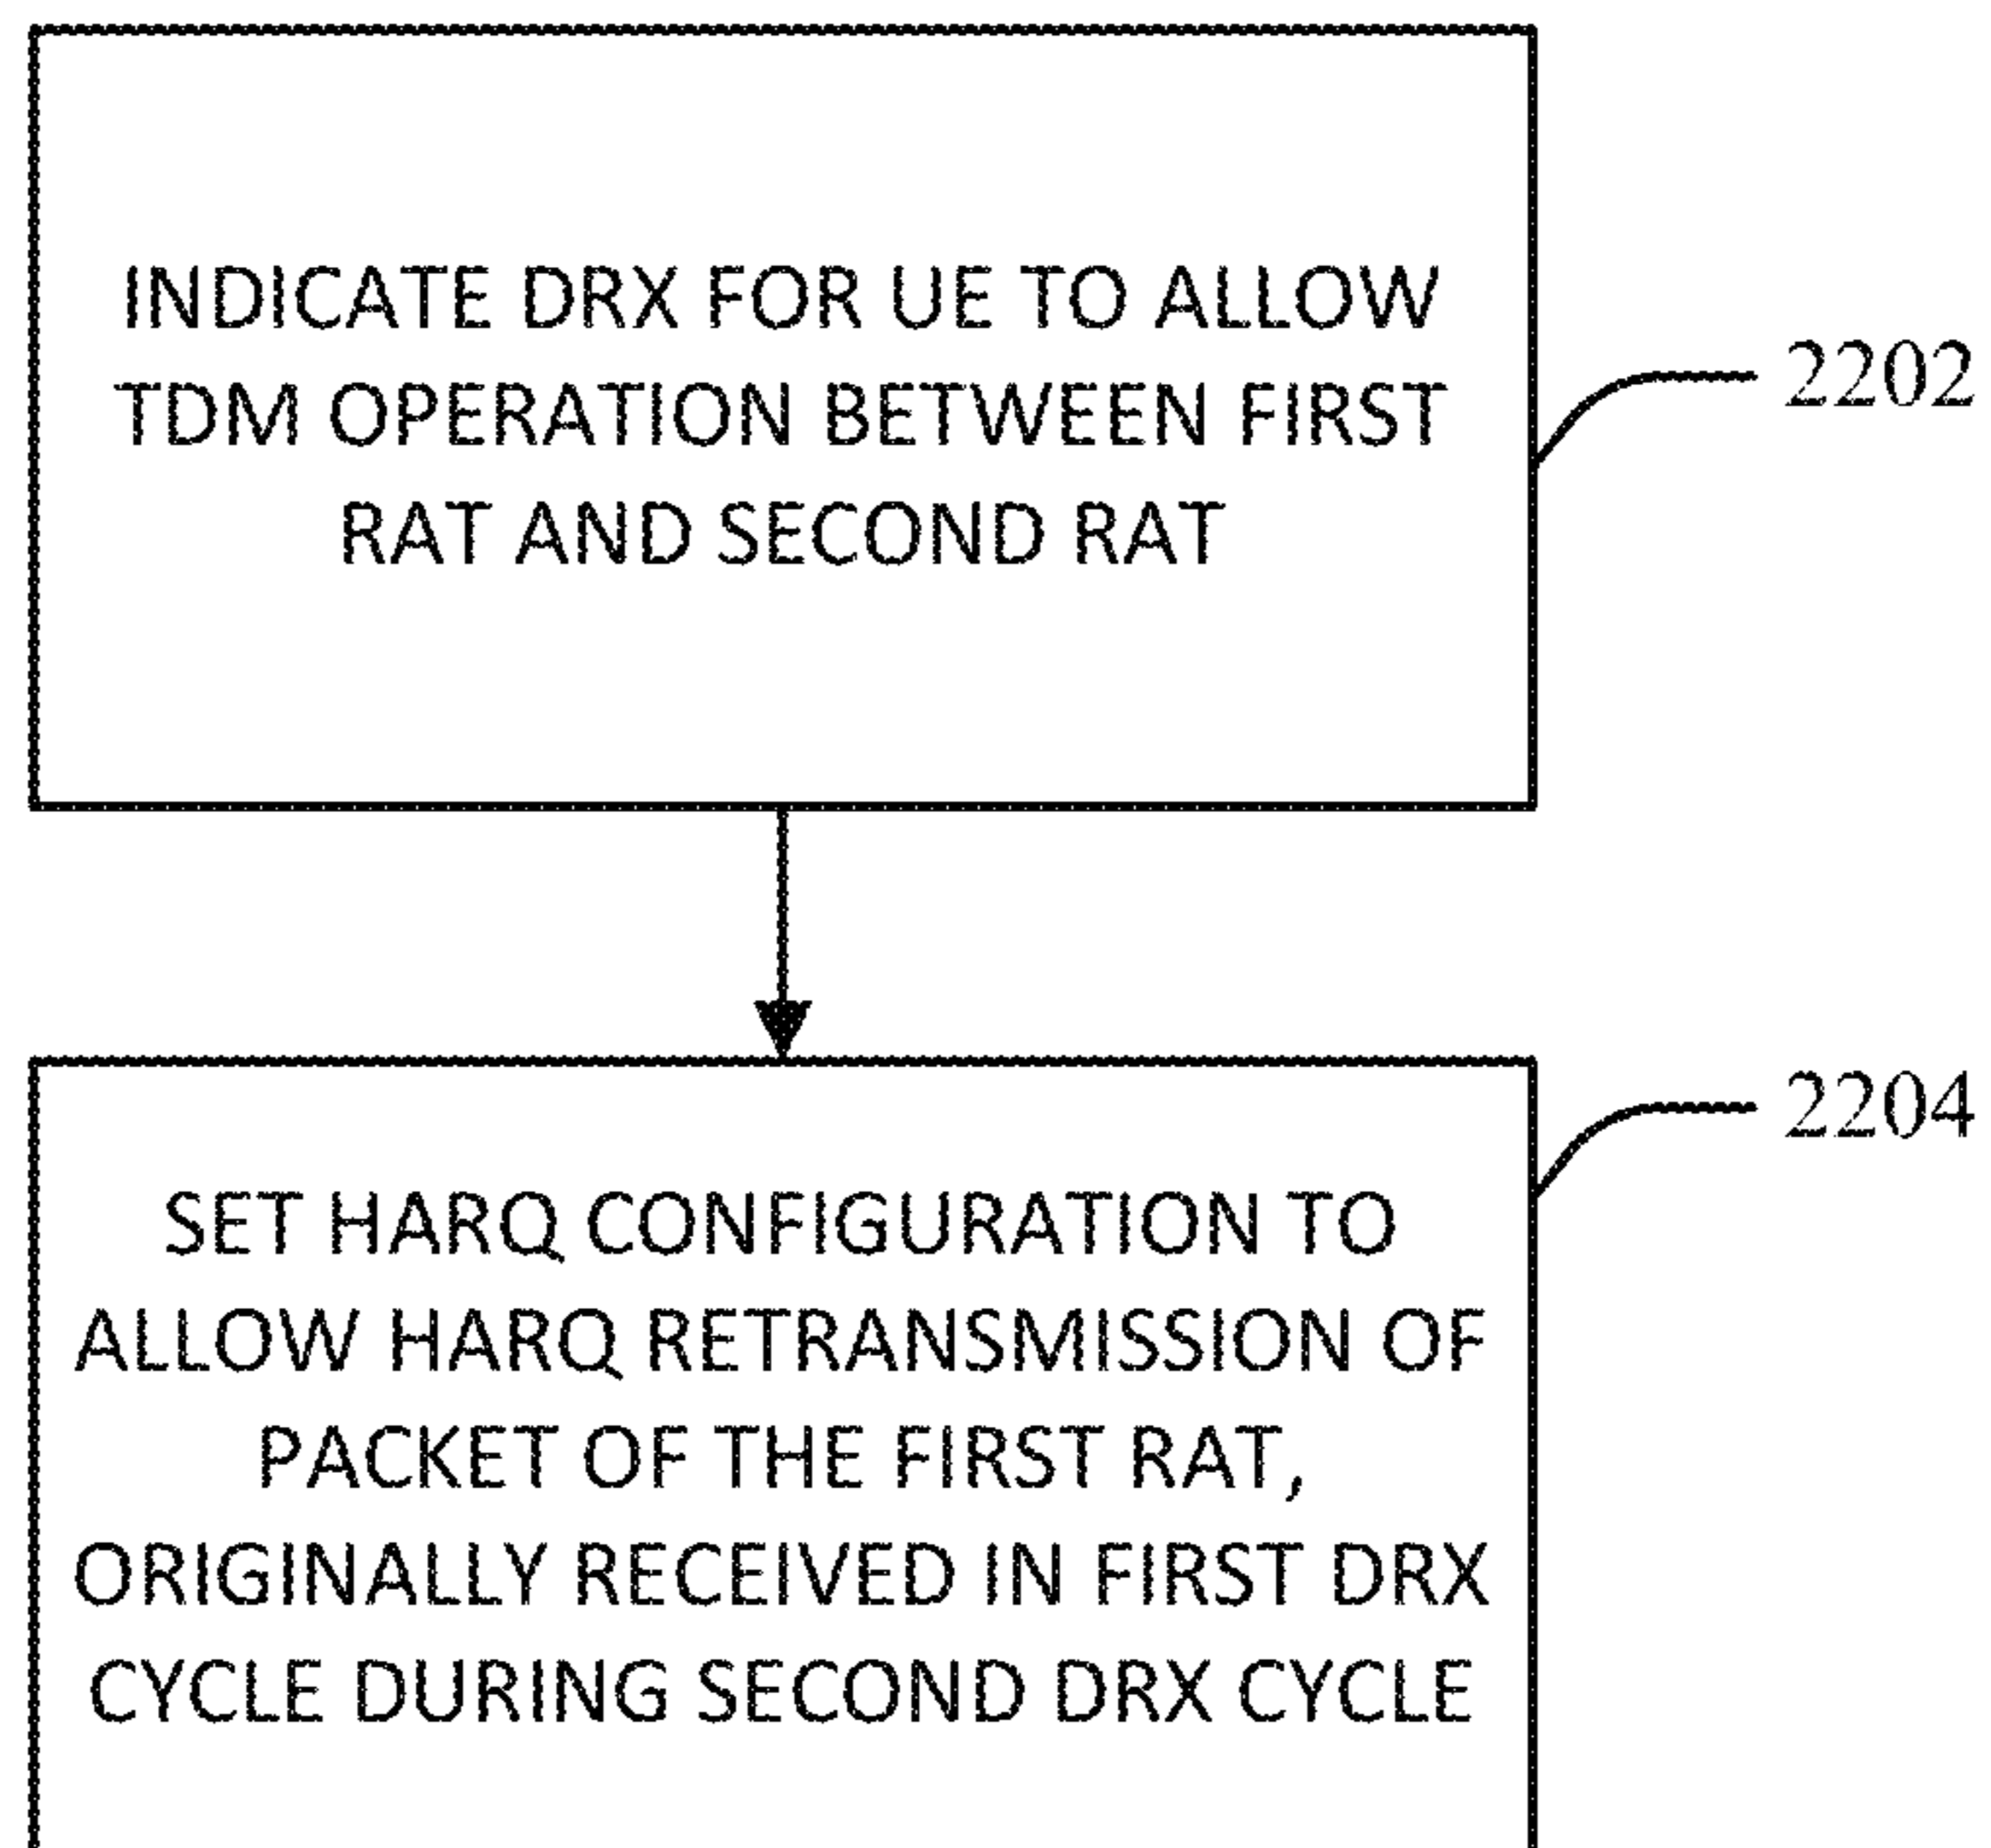 INDICATE DRX FOR UE TO ALLOW
TDM OPERATION BETWEEN FIRST
RAT AND SECOND RAT
2202
2204
SET HARQ CONFIGURATION TO
ALLOW HARQ RETRANSMISSION OF
PACKET OF THE FIRST RAT,
ORIGINALLY RECEIVED IN FIRST DRX
CYCLE DURING SECOND DRX CYCLE